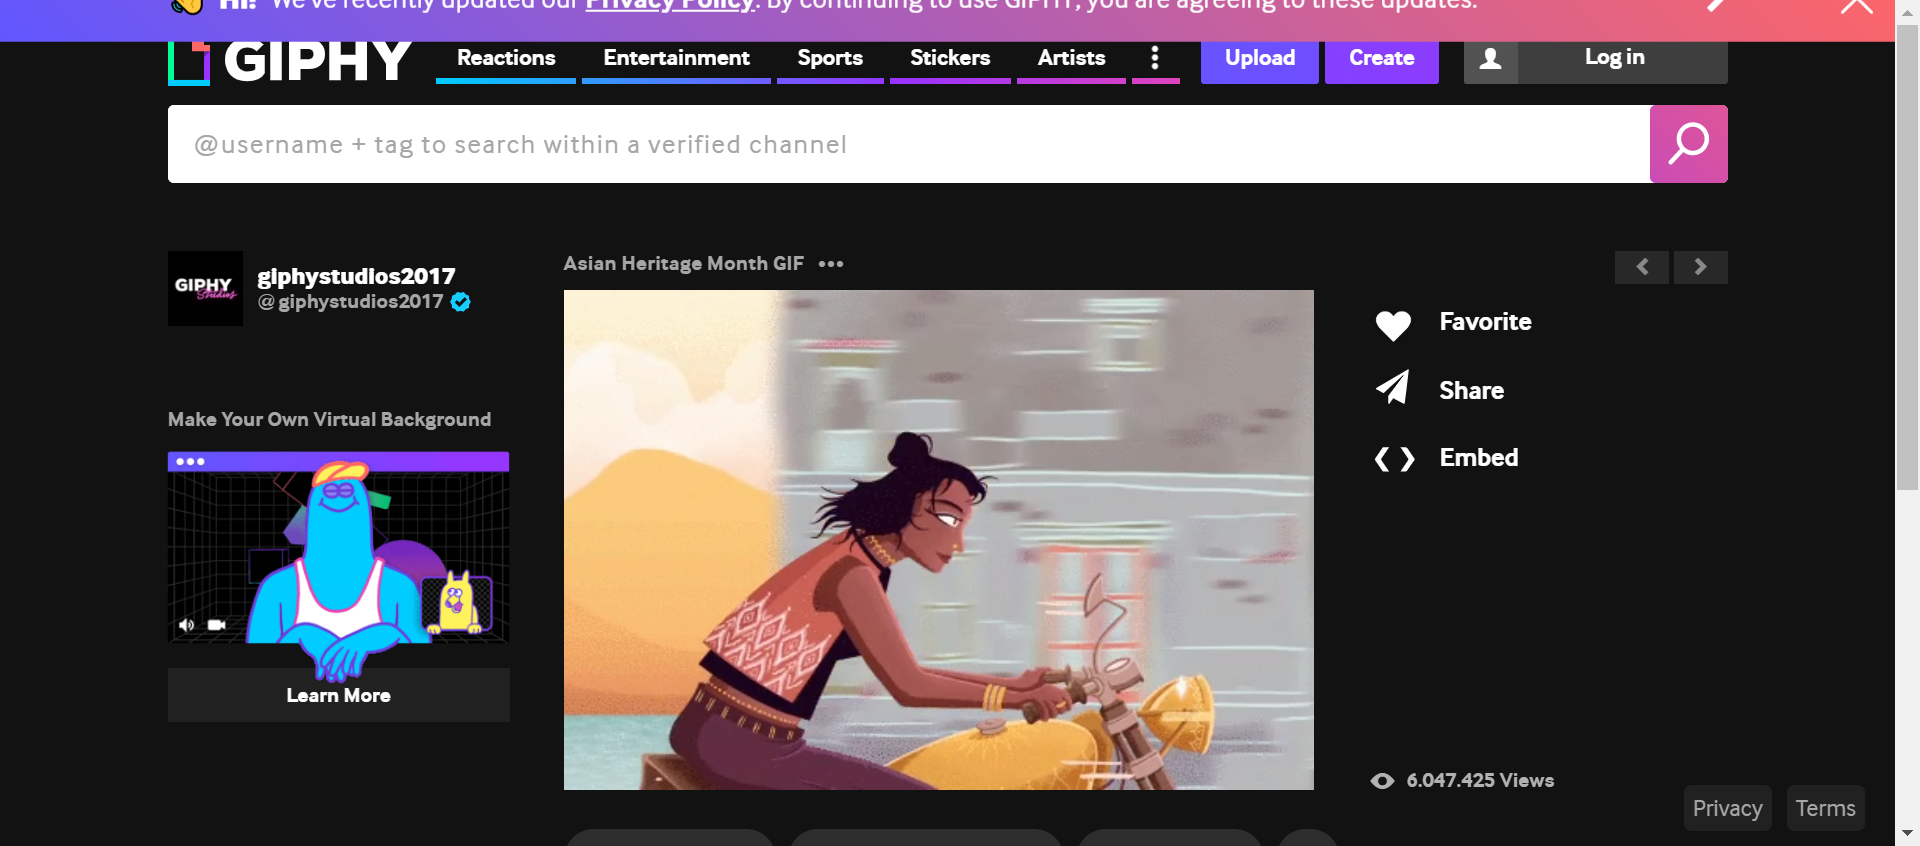 Hi! We've recently updated our Privacy Policy. By continuing to use GIPHY, you are agreeing to these updates.
GIPHY
Reactions
Entertainment
Sports
Stickers
Artists
Upload
Create
Log in
@username + tag to search within a verified channel
GIPHY
Studios
giphystudios2017
@giphystudios2017
Asian Heritage Month GIF
Favorite
Share
Embed
Make Your Own Virtual Background
Learn More
6.047.425 Views
Privacy
Terms